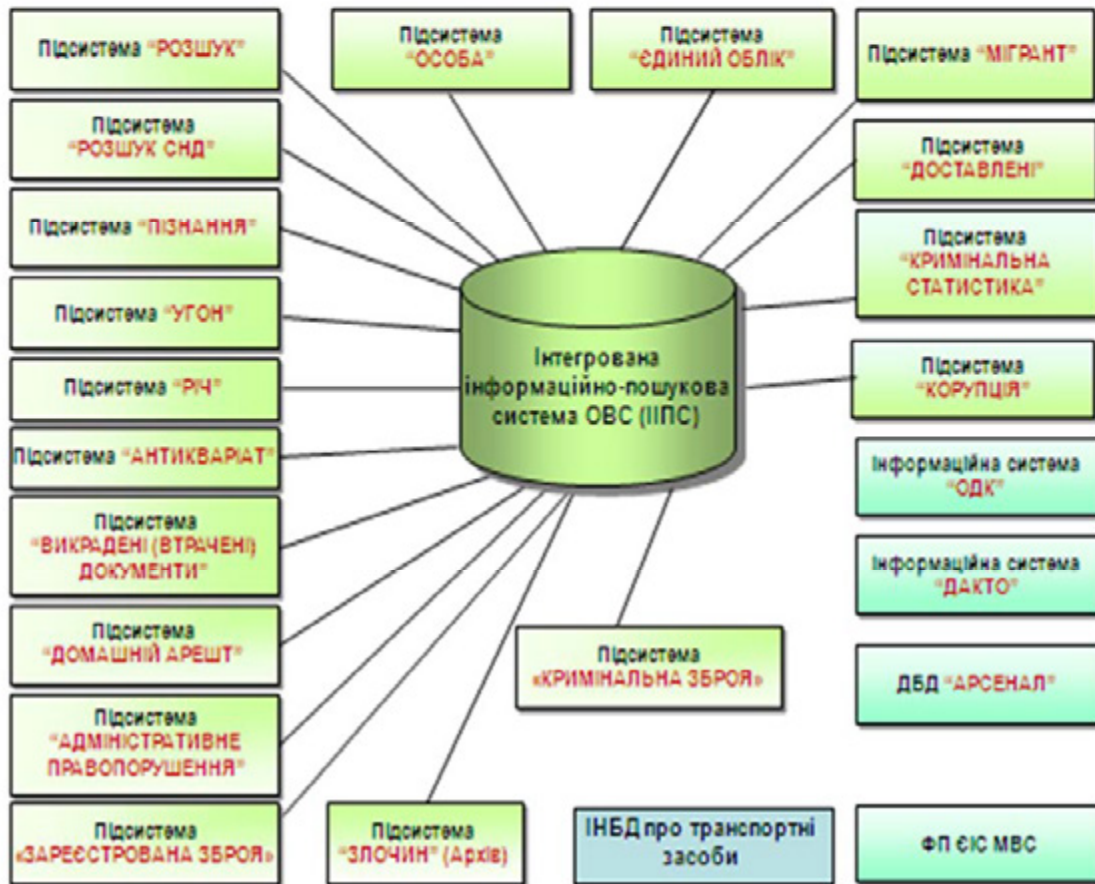 Підсистема “РОЗШУК”
Підсистема
“ОСОБА”
Підсистема
“ЄДИНИЙ ОБЛІК”
Підсистема “МІГРАНТ”
Підсистема
“РОЗШУК СНД”
Підсистема
“ДОСТАВЛЕНІ”
Підсистема “ПІЗНАННЯ”
Підсистема
“КРИМІНАЛЬНА
СТАТИСТИКА”
Підсистема “УГОН”
Інтегрована
інформаційно-пошукова
система ОВС (ІІПС)
Підсистема “РІЧ”
Підсистема
“КОРУПЦІЯ”
Підсистема “АНТИКВАРІАТ”
Інформаційна система
“ОДК”
Підсистема
“ВИКРАДЕНІ (ВТРАЧЕНІ)
ДОКУМЕНТИ”
Інформаційна система
“ДАКТО”
Підсистема
“ДОМАШНІЙ АРЕШТ”
Підсистема
«КРИМІНАЛЬНА ЗБРОЯ»
ДБД “АРСЕНАЛ”
Підсистема
“АДМІНІСТРАТИВНЕ
ПРАВОПОРУШЕННЯ”
Підсистема
«ЗАРЕЄСТРОВАНА ЗБРОЯ»
Підсистема
“ЗЛОЧИН” (Архів)
ІНБД про транспортні
засоби
ФП ЄІС МВС